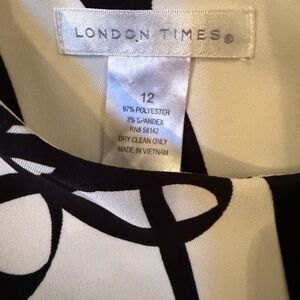 LONDON TIMES®
12
97% POLYESTER
3% SPANDEX
RN# 58142
DRY CLEAN ONLY
MADE IN VIETNAM